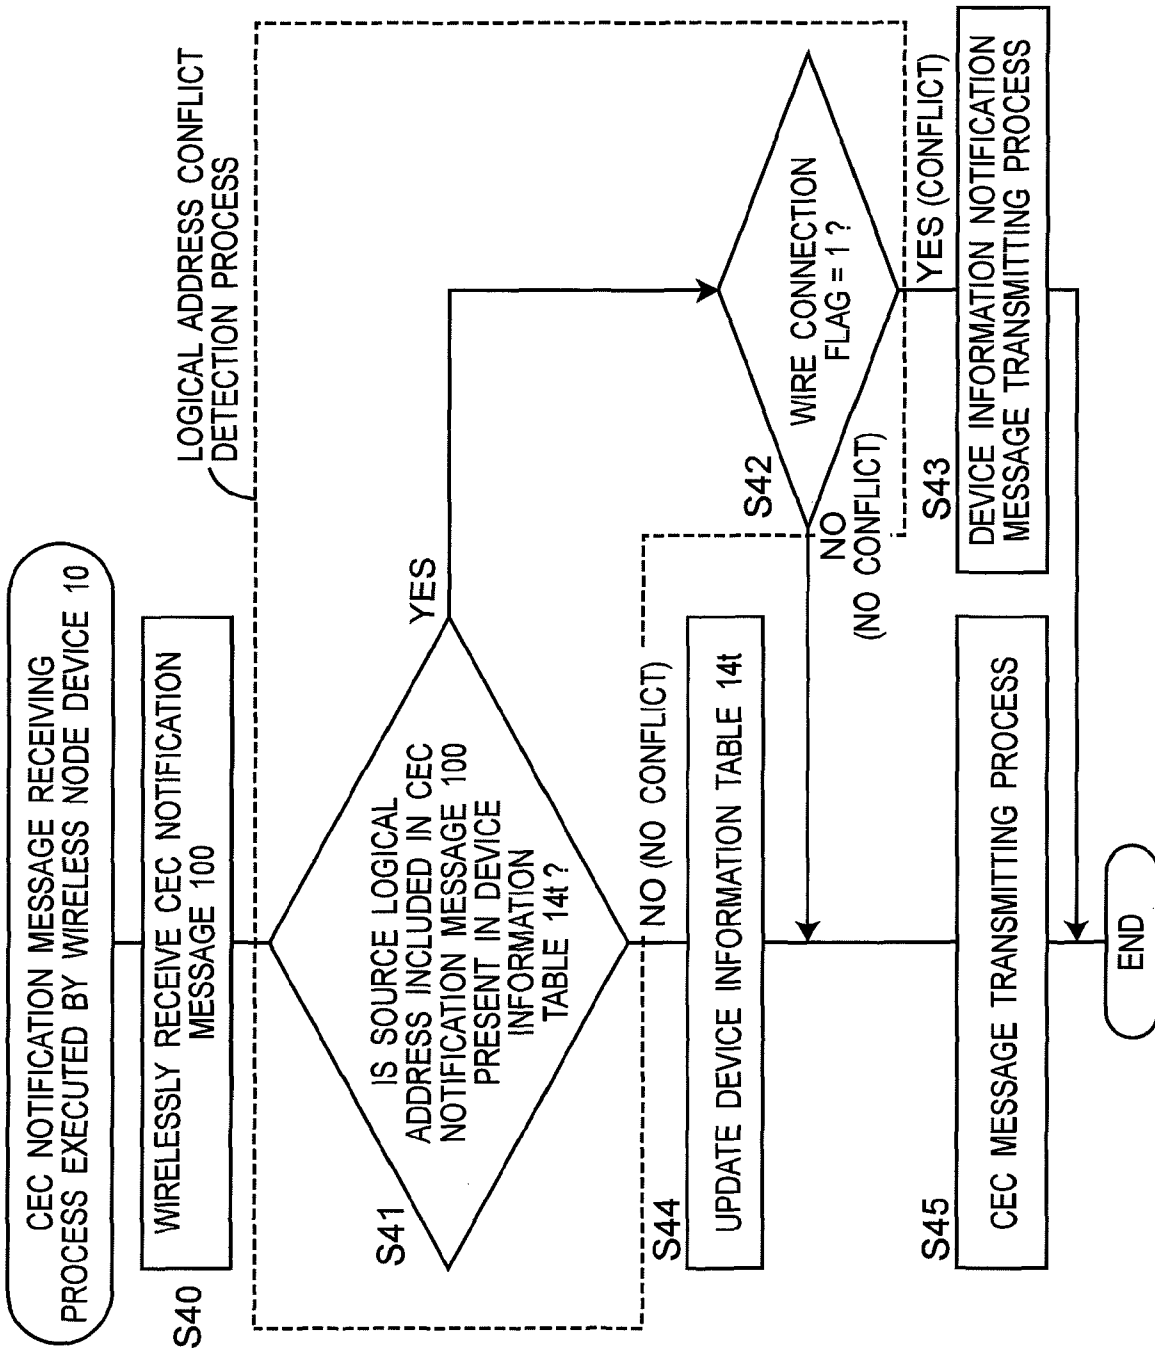 CEC NOTIFICATION MESSAGE RECEIVING
PROCESS EXECUTED BY WIRELESS NODE DEVICE 10
S40
WIRELESSLY RECEIVE CEC NOTIFICATION
MESSAGE 100
LOGICAL ADDRESS CONFLICT
DETECTION PROCESS
S41
IS SOURCE LOGICAL
ADDRESS INCLUDED IN CEC
NOTIFICATION MESSAGE 100
PRESENT IN DEVICE
INFORMATION
TABLE 14t ?
YES
NO (NO CONFLICT)
S42
WIRE CONNECTION
FLAG = 1 ?
NO
(NO CONFLICT)
YES (CONFLICT)
S44
UPDATE DEVICE INFORMATION TABLE 14t
S43
DEVICE INFORMATION NOTIFICATION
MESSAGE TRANSMITTING PROCESS
S45
CEC MESSAGE TRANSMITTING PROCESS
END